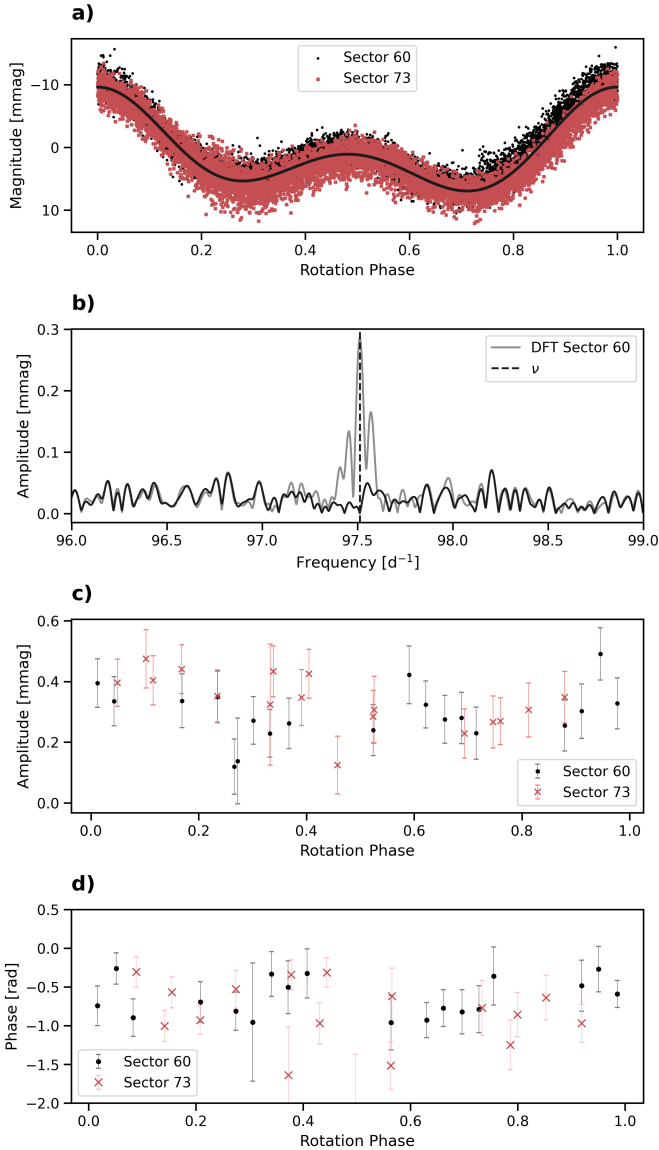 a)
Sector 60
Sector 73
−10
0
10
Magnitude [mmag]
0.0 0.2 0.4 0.6 0.8 1.0
Rotation Phase
b)
0.3
0.2
0.1
0.0
Amplitude [mmag]
DFT Sector 60
ν
96.0 96.5 97.0 97.5 98.0 98.5 99.0
Frequency [d⁻¹]
c)
0.6
0.4
0.2
0.0
Amplitude [mmag]
Sector 60
Sector 73
0.0 0.2 0.4 0.6 0.8 1.0
Rotation Phase
d)
0.5
0.0
−0.5
−1.0
−1.5
−2.0
Phase [rad]
Sector 60
Sector 73
0.0 0.2 0.4 0.6 0.8 1.0
Rotation Phase